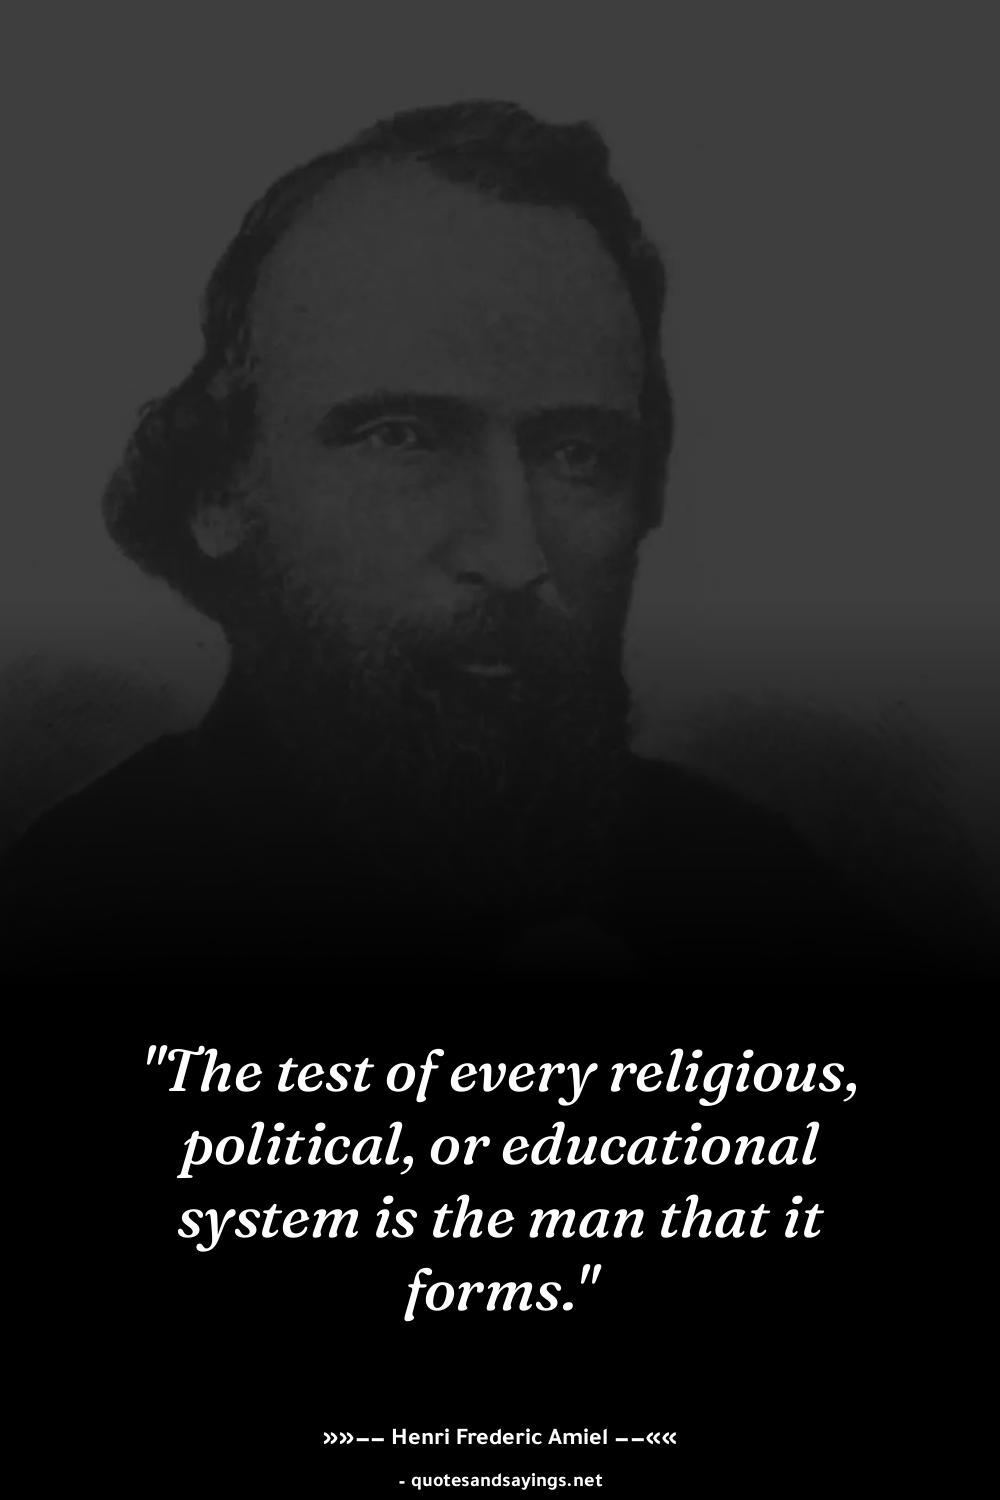 "The test of every religious,
political, or educational
system is the man that it
forms."
»»–– Henri Frederic Amiel ––««
- quotesandsayings.net